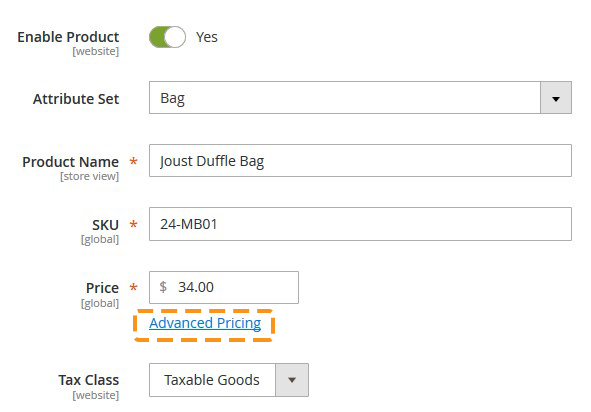 Enable Product Yes
[website]
Attribute Set Bag
Product Name * Joust Duffle Bag
[store view]
SKU * 24-MB01
[global]
Price * $ 34.00
[global]
Advanced Pricing
Tax Class Taxable Goods
[website]